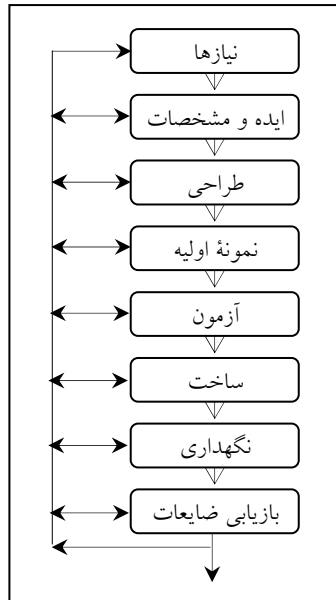 نیازها
ایده و مشخصات
طراحی
نمونهٔ اولیه
آزمون
ساخت
نگهداری
بازیابی ضایعات